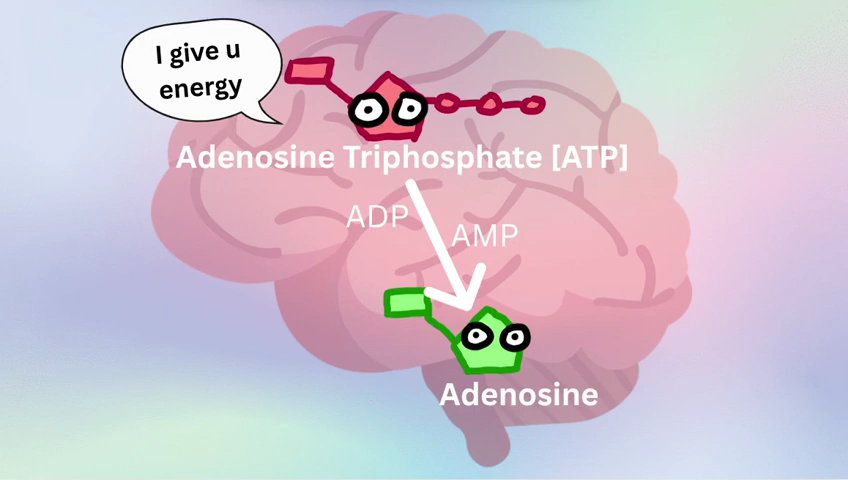 I give u
energy
Adenosine Triphosphate [ATP]
ADP
AMP
Adenosine